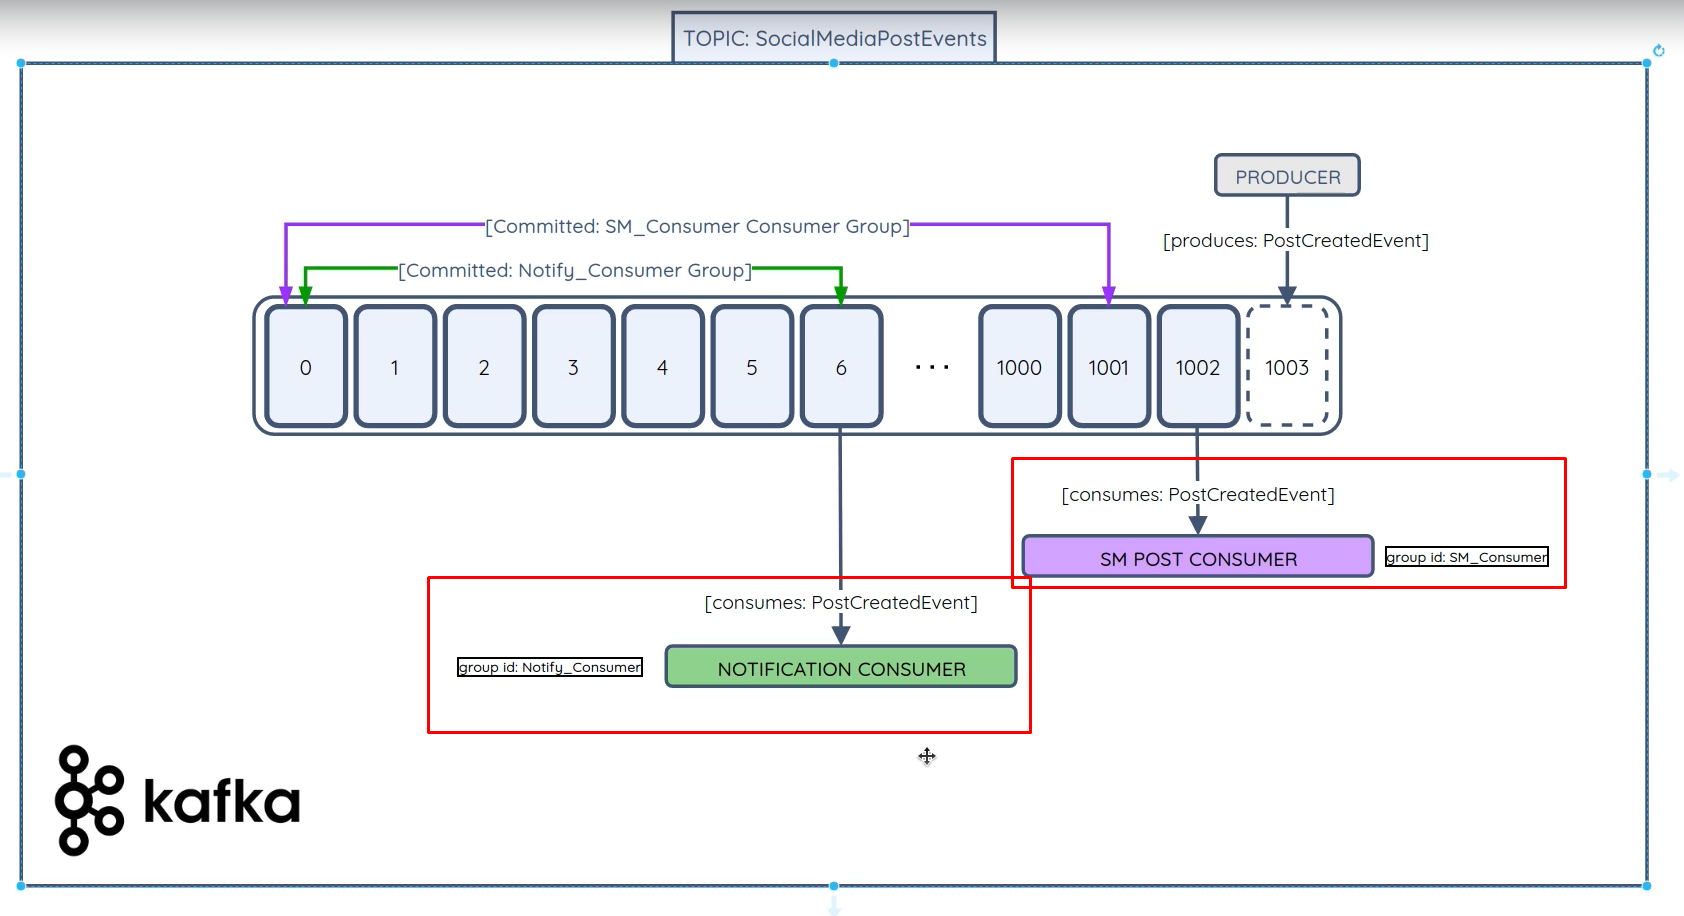 TOPIC: SocialMediaPostEvents
PRODUCER
[produces: PostCreatedEvent]
[Committed: SM_Consumer Consumer Group]
[Committed: Notify_Consumer Group]
0 1 2 3 4 5 6 ... 1000 1001 1002 1003
[consumes: PostCreatedEvent]
SM POST CONSUMER
group id: SM_Consumer
[consumes: PostCreatedEvent]
group id: Notify_Consumer
NOTIFICATION CONSUMER
kafka